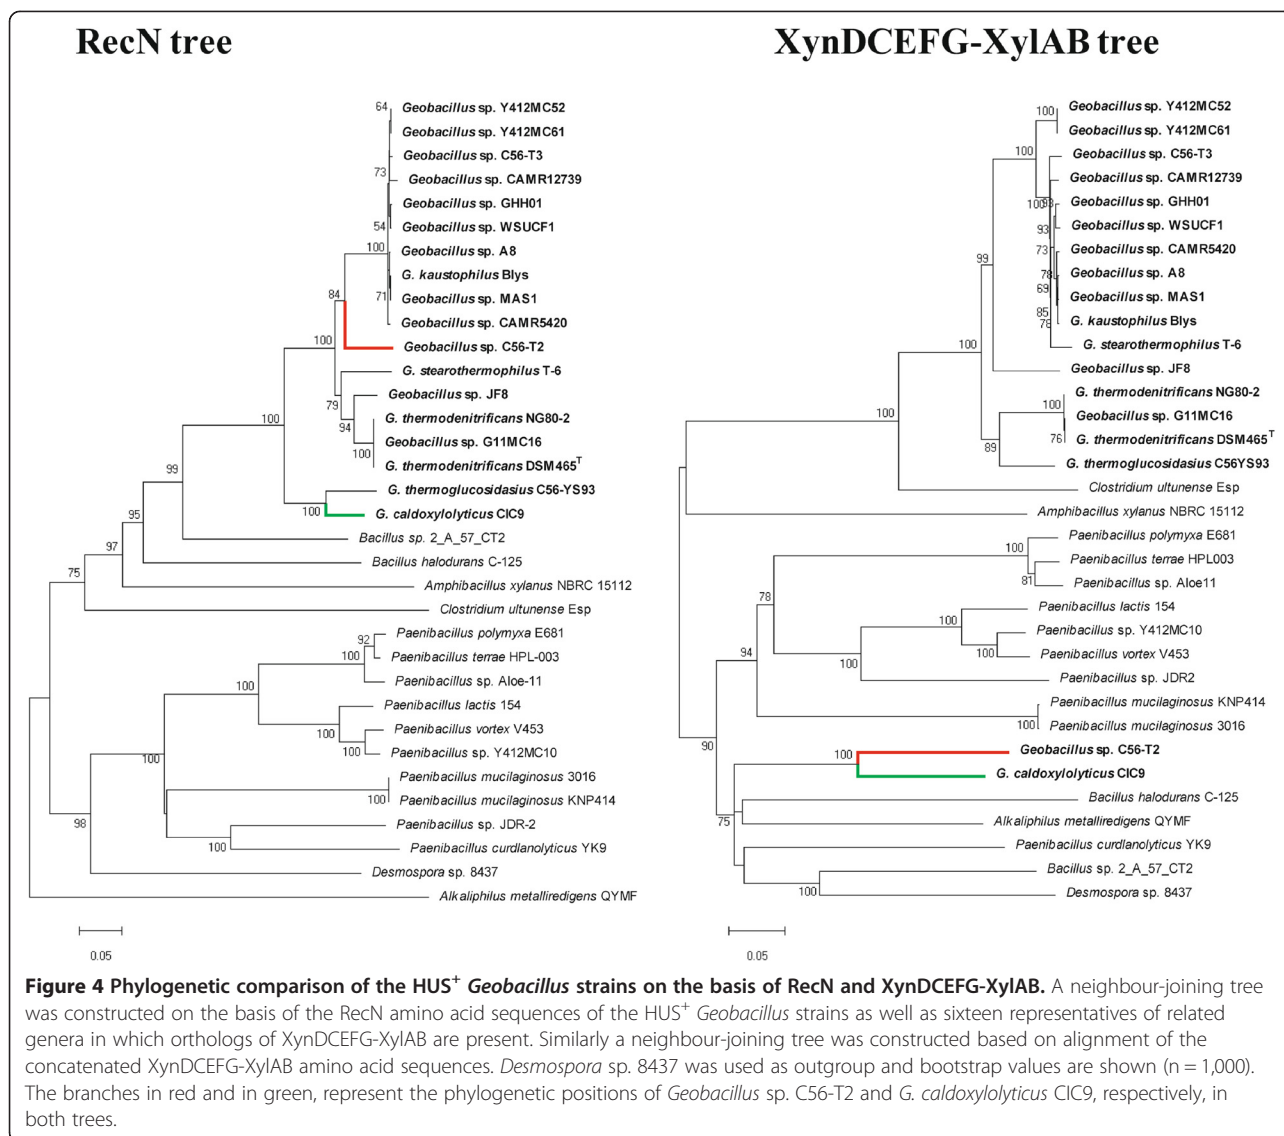 RecN tree
XynDCEFG-XylAB tree
64
Geobacillus sp. Y412MC52
Geobacillus sp. Y412MC61
Geobacillus sp. C56-T3
73
Geobacillus sp. CAMR12739
Geobacillus sp. GHH01
54
Geobacillus sp. WSUCF1
100
Geobacillus sp. A8
G. kaustophilus Blys
71
Geobacillus sp. MAS1
84
Geobacillus sp. CAMR5420
100
Geobacillus sp. C56-T2
G. stearothermophilus T-6
79
Geobacillus sp. JF8
100
G. thermodenitrificans NG80-2
94
Geobacillus sp. G11MC16
100
G. thermodenitrificans DSM465T
99
G. thermoglucosidasius C56-YS93
100
G. caldoxylolyticus CIC9
95
Bacillus sp. 2_A_57_CT2
97
Bacillus halodurans C-125
75
Amphibacillus xylanus NBRC 15112
Clostridium ultunense Esp
92
Paenibacillus polymyxa E681
100
Paenibacillus terrae HPL-003
Paenibacillus sp. Aloe-11
100
Paenibacillus lactis 154
100
Paenibacillus vortex V453
100
Paenibacillus sp. Y412MC10
100
Paenibacillus mucilaginosus 3016
100
Paenibacillus mucilaginosus KNP414
98
Paenibacillus sp. JDR-2
100
Paenibacillus curdlanolyticus YK9
Desmospora sp. 8437
Alkaliphilus metalliredigens QYMF
0.05
100
Geobacillus sp. Y412MC52
Geobacillus sp. Y412MC61
100
Geobacillus sp. C56-T3
Geobacillus sp. CAMR12739
100
Geobacillus sp. GHH01
93
Geobacillus sp. WSUCF1
73
Geobacillus sp. CAMR5420
99
78
Geobacillus sp. A8
69
Geobacillus sp. MAS1
85
78
G. kaustophilus Blys
G. stearothermophilus T-6
100
Geobacillus sp. JF8
G. thermodenitrificans NG80-2
100
Geobacillus sp. G11MC16
100
76
G. thermodenitrificans DSM465T
89
G. thermoglucosidasius C56YS93
Clostridium ultunense Esp
Amphibacillus xylanus NBRC 15112
Paenibacillus polymyxa E681
100
Paenibacillus terrae HPL003
81
Paenibacillus sp. Aloe11
78
Paenibacillus lactis 154
100
Paenibacillus sp. Y412MC10
100
Paenibacillus vortex V453
94
100
Paenibacillus sp. JDR2
Paenibacillus mucilaginosus KNP414
100
Paenibacillus mucilaginosus 3016
90
Geobacillus sp. C56-T2
100
G. caldoxylolyticus CIC9
Bacillus halodurans C-125
75
Alkaliphilus metalliredigens QYMF
Paenibacillus curdlanolyticus YK9
Bacillus sp. 2_A_57_CT2
100
Desmospora sp. 8437
0.05
Figure 4 Phylogenetic comparison of the HUS+ Geobacillus strains on the basis of RecN and XynDCEFG-XylAB. A neighbour-joining tree
was constructed on the basis of the RecN amino acid sequences of the HUS+ Geobacillus strains as well as sixteen representatives of related
genera in which orthologs of XynDCEFG-XylAB are present. Similarly a neighbour-joining tree was constructed based on alignment of the
concatenated XynDCEFG-XylAB amino acid sequences. Desmospora sp. 8437 was used as outgroup and bootstrap values are shown (n = 1,000).
The branches in red and in green, represent the phylogenetic positions of Geobacillus sp. C56-T2 and G. caldoxylolyticus CIC9, respectively, in
both trees.